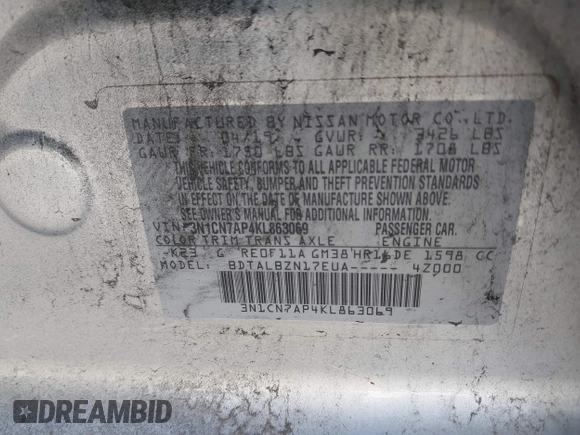 MANUFACTURED BY NISSAN MOTOR CO., LTD.
DATE: 04/19 GVWR: 3426 LBS
GAWR FR: 1750 LBS GAWR RR: 1708 LBS
THIS VEHICLE CONFORMS TO ALL APPLICABLE FEDERAL MOTOR
VEHICLE SAFETY, BUMPER, AND THEFT PREVENTION STANDARDS
IN EFFECT ON THE DATE OF MANUFACTURE SHOWN ABOVE.
SEE OWNER'S MANUAL OR ADDITIONAL INFORMATION
VIN: 3N1CN7AP4KL863069 PASSENGER CAR
COLOR TRIM TRANS AXLE ENGINE
K23 G RE0F11A GM38 HR16DE 1598 CC
MODEL: BDTALBZN17EUA----- 4Z000
3N1CN7AP4KL863069
DREAMBID